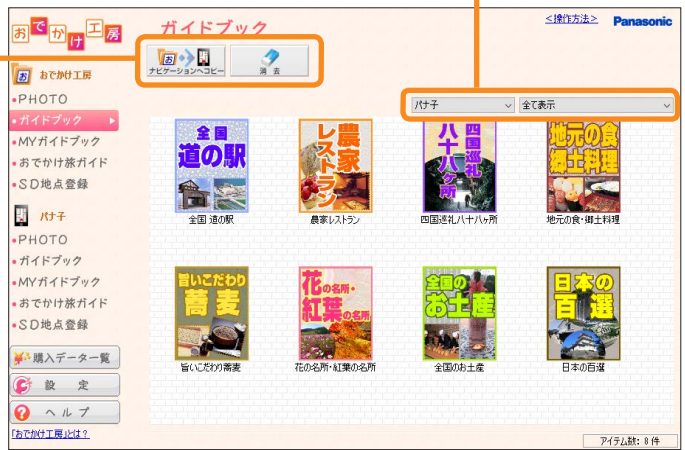 おでかけ工房
ガイドブック
<操作方法>
Panasonic
ナビゲーションへコピー
消去
おでかけ工房
•PHOTO
•ガイドブック
•MYガイドブック
•おでかけ旅ガイド
•SD地点登録
パナ子
•PHOTO
•ガイドブック
•MYガイドブック
•おでかけ旅ガイド
•SD地点登録
購入データ一覧
設定
ヘルプ
「おでかけ工房」とは?
パナ子
全て表示
全国
道の駅
全国 道の駅
農家
レストラン
農家レストラン
四国巡礼
八十八ヶ所
四国巡礼八十八ヶ所
地元の食
郷土料理
地元の食・郷土料理
旨いこだわり
蕎麦
旨いこだわり蕎麦
花の名所・
紅葉の名所
花の名所・紅葉の名所
全国の
お土産
全国のお土産
日本の
百選
日本の百選
アイテム数: 8 件